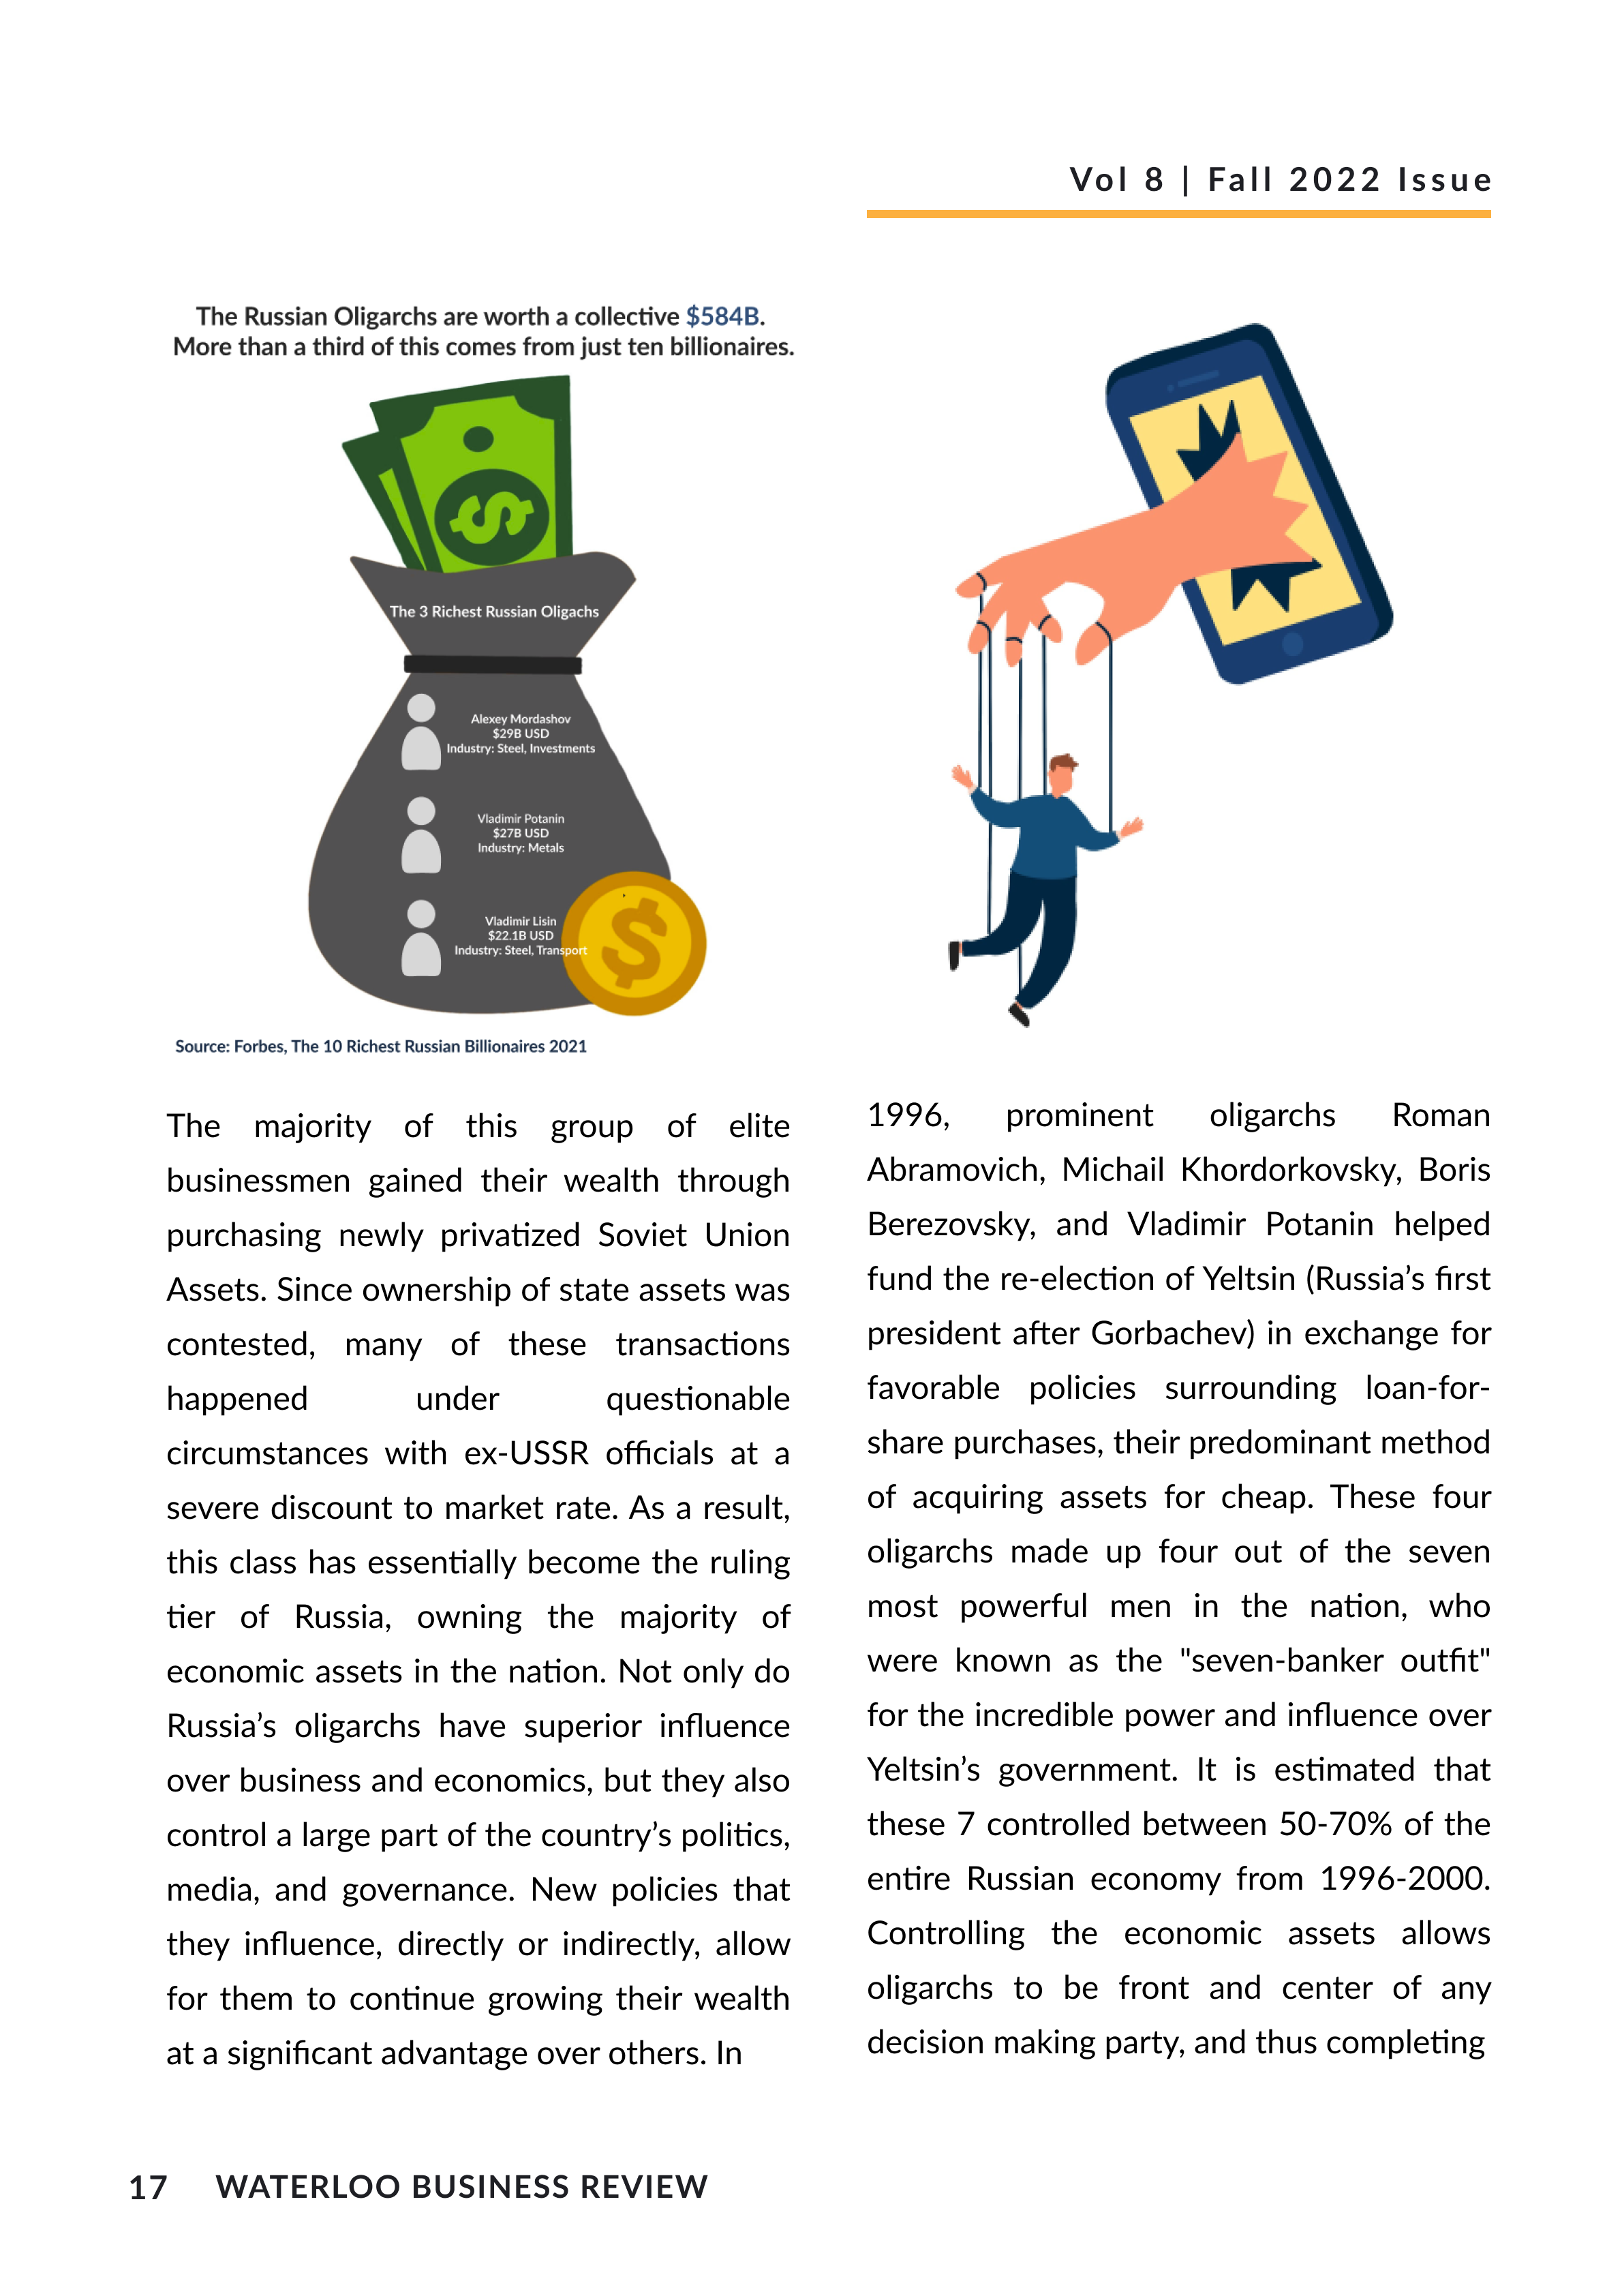 Vol 8 | Fall 2022 Issue
The Russian Oligarchs are worth a collective $584B.
More than a third of this comes from just ten billionaires.
The 3 Richest Russian Oligachs
Alexey Mordashov
$29B USD
Industry: Steel, Investments
Vladimir Potanin
$27B USD
Industry: Metals
Vladimir Lisin
$22.1B USD
Industry: Steel, Transport
Source: Forbes, The 10 Richest Russian Billionaires 2021
The majority of this group of elite
businessmen gained their wealth through
purchasing newly privatized Soviet Union
Assets. Since ownership of state assets was
contested, many of these transactions
happened under questionable
circumstances with ex-USSR officials at a
severe discount to market rate. As a result,
this class has essentially become the ruling
tier of Russia, owning the majority of
economic assets in the nation. Not only do
Russia’s oligarchs have superior influence
over business and economics, but they also
control a large part of the country’s politics,
media, and governance. New policies that
they influence, directly or indirectly, allow
for them to continue growing their wealth
at a significant advantage over others. In
1996, prominent oligarchs Roman
Abramovich, Michail Khordorkovsky, Boris
Berezovsky, and Vladimir Potanin helped
fund the re-election of Yeltsin (Russia’s first
president after Gorbachev) in exchange for
favorable policies surrounding loan-for-
share purchases, their predominant method
of acquiring assets for cheap. These four
oligarchs made up four out of the seven
most powerful men in the nation, who
were known as the "seven-banker outfit"
for the incredible power and influence over
Yeltsin’s government. It is estimated that
these 7 controlled between 50-70% of the
entire Russian economy from 1996-2000.
Controlling the economic assets allows
oligarchs to be front and center of any
decision making party, and thus completing
17 WATERLOO BUSINESS REVIEW